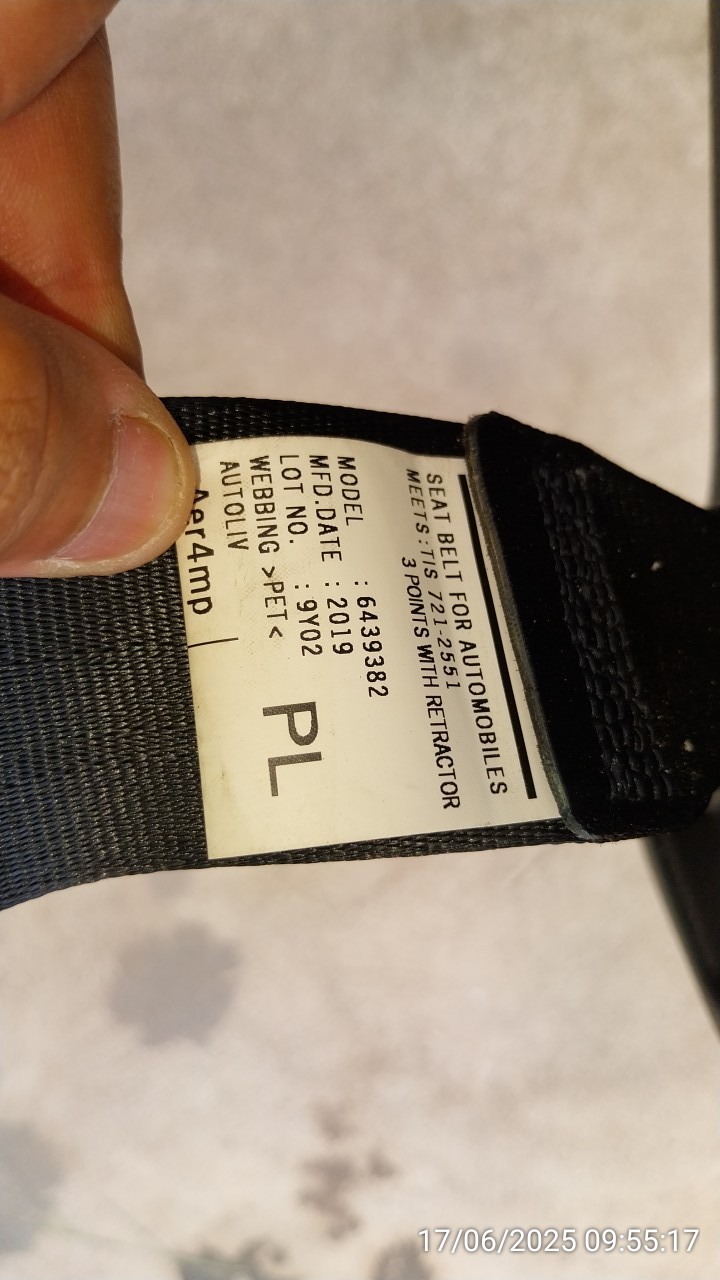 SEAT BELT FOR AUTOMOBILES
MEETS:TIS 721-2551
3 POINTS WITH RETRACTOR
MODEL : 6439382
MFD.DATE : 2019
LOT NO. : 9Y02
WEBBING >PET<
AUTOLIV
PL
Aer4mp
17/06/2025 09:55:17